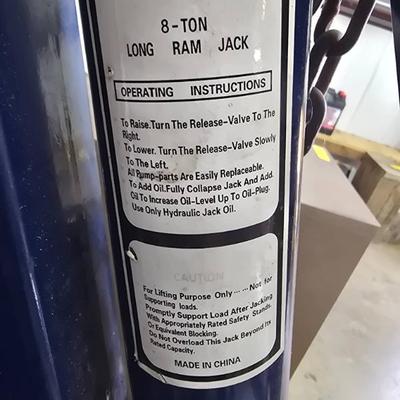 8-TON
LONG RAM JACK
OPERATING INSTRUCTIONS
To Raise.Turn The Release-Valve To The
Right.
To Lower. Turn The Release-Valve Slowly
To The Left.
All Pump-parts Are Easily Replaceable.
To Add Oil.Fully Collapse Jack And Add.
Oil To Increase Oil-Level Up To Oil-Plug.
Use Only Hydraulic Jack Oil.
CAUTION
For Lifting Purpose Only······Not for
Supporting loads.
Promptly Support Load After Jacking
With Appropriately Rated Safety Stands.
Or Equivalent Blocking.
Do Not Overload This Jack Beyond Its
Rated Capacity.
MADE IN CHINA